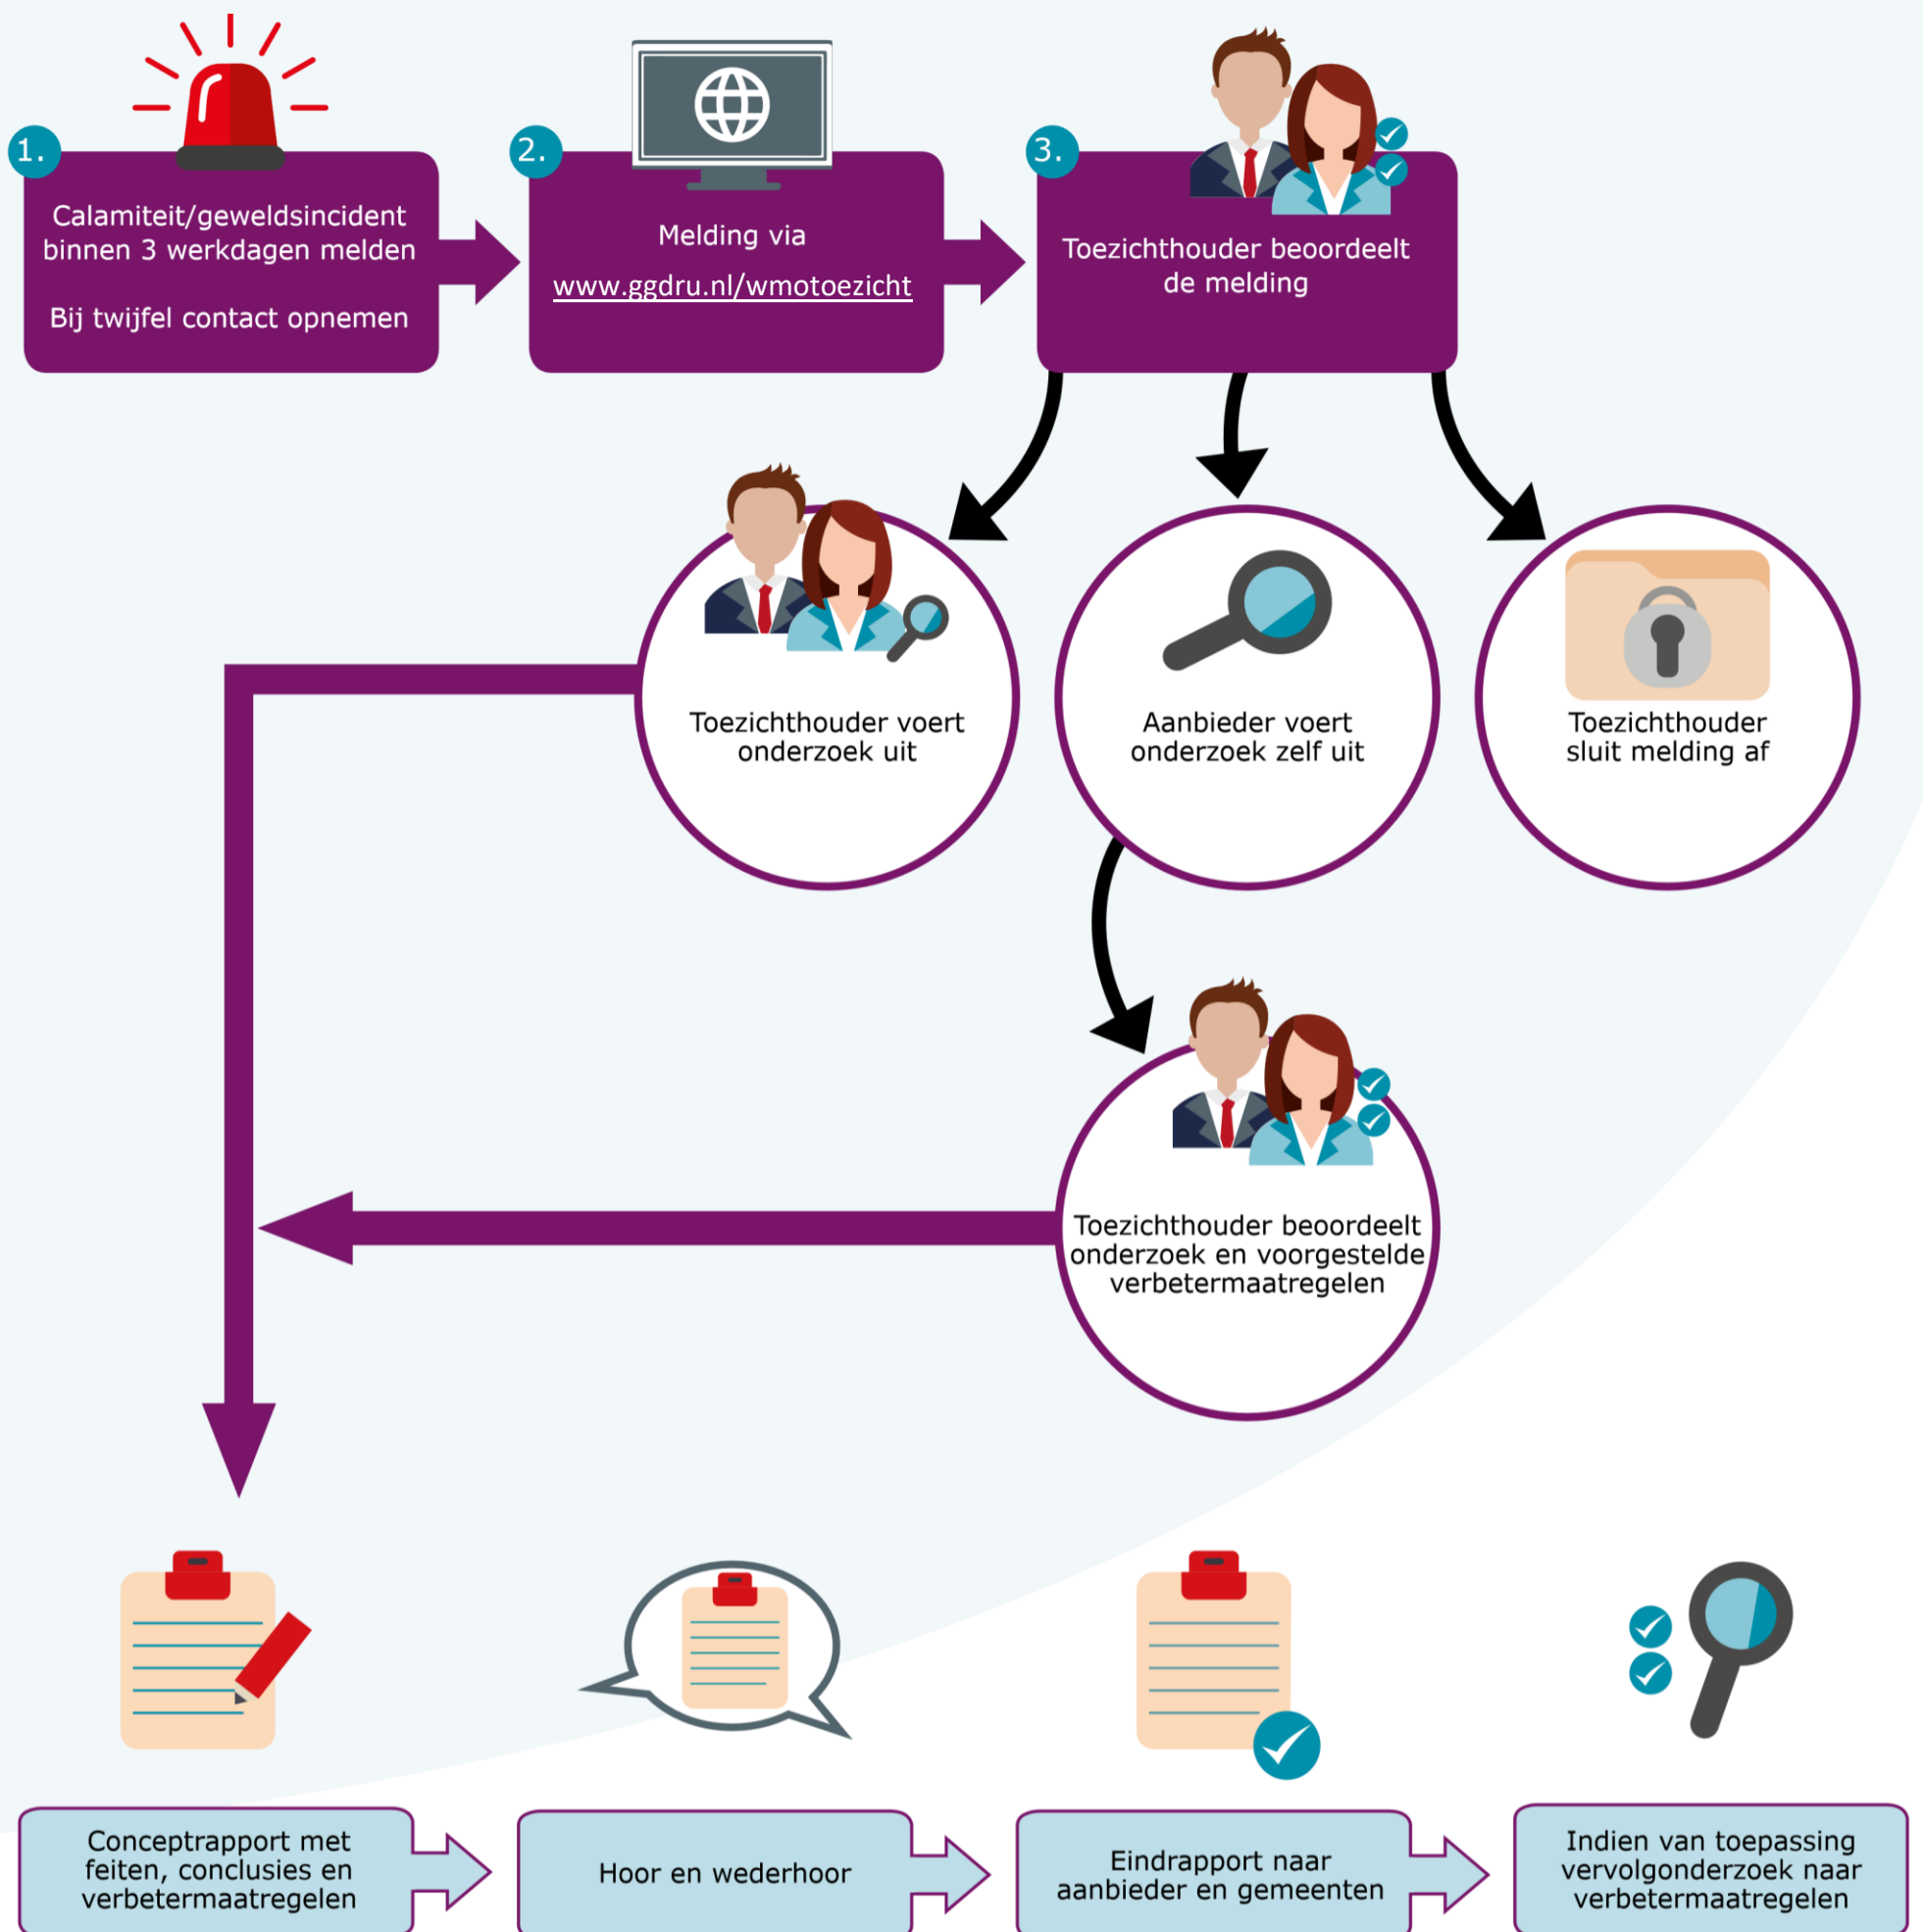 1.
Calamiteit/geweldsincident
binnen 3 werkdagen melden
Bij twijfel contact opnemen
2.
Melding via
www.ggdru.nl/wmotoezicht
3.
Toezichthouder beoordeelt
de melding
Toezichthouder voert
onderzoek uit
Aanbieder voert
onderzoek zelf uit
Toezichthouder
sluit melding af
Toezichthouder beoordeelt
onderzoek en voorgestelde
verbetermaatregelen
Conceptrapport met
feiten, conclusies en
verbetermaatregelen
Hoor en wederhoor
Eindrapport naar
aanbieder en gemeenten
Indien van toepassing
vervolgonderzoek naar
verbetermaatregelen